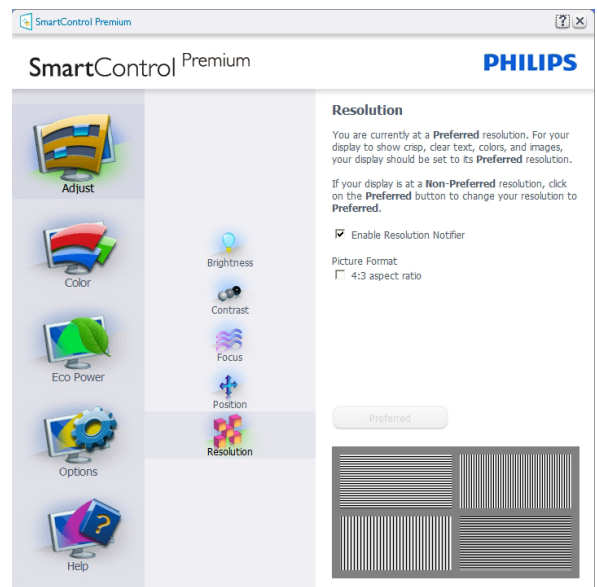 SmartControl Premium
SmartControl Premium
PHILIPS
Adjust
Color
Eco Power
Options
Help
Brightness
Contrast
Focus
Position
Resolution
Resolution
You are currently at a Preferred resolution. For your
display to show crisp, clear text, colors, and images,
your display should be set to its Preferred resolution.
If your display is at a Non-Preferred resolution, click
on the Preferred button to change your resolution to
Preferred.
Enable Resolution Notifier
Picture Format
4:3 aspect ratio
Preferred